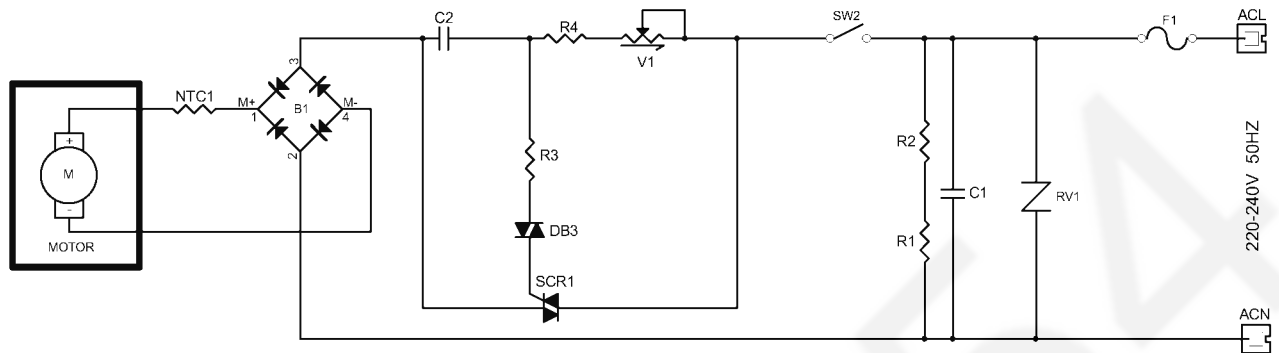 C2
R4
V1
SW2
F1
ACL
NTC1
M+
1
3
B1
M-
4
2
R3
R2
C1
RV1
R1
220-240V 50HZ
+
M
-
MOTOR
DB3
SCR1
ACN